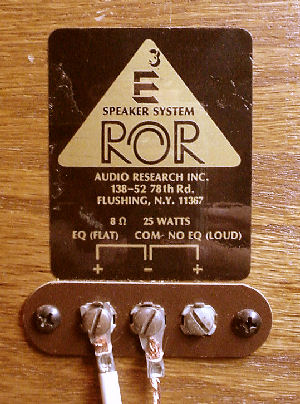 3
E
SPEAKER SYSTEM
ROR
AUDIO RESEARCH INC.
138-52 78th Rd.
FLUSHING, N.Y. 11367
8 Ω 25 WATTS
EQ (FLAT) COM- NO EQ (LOUD)
+ - +